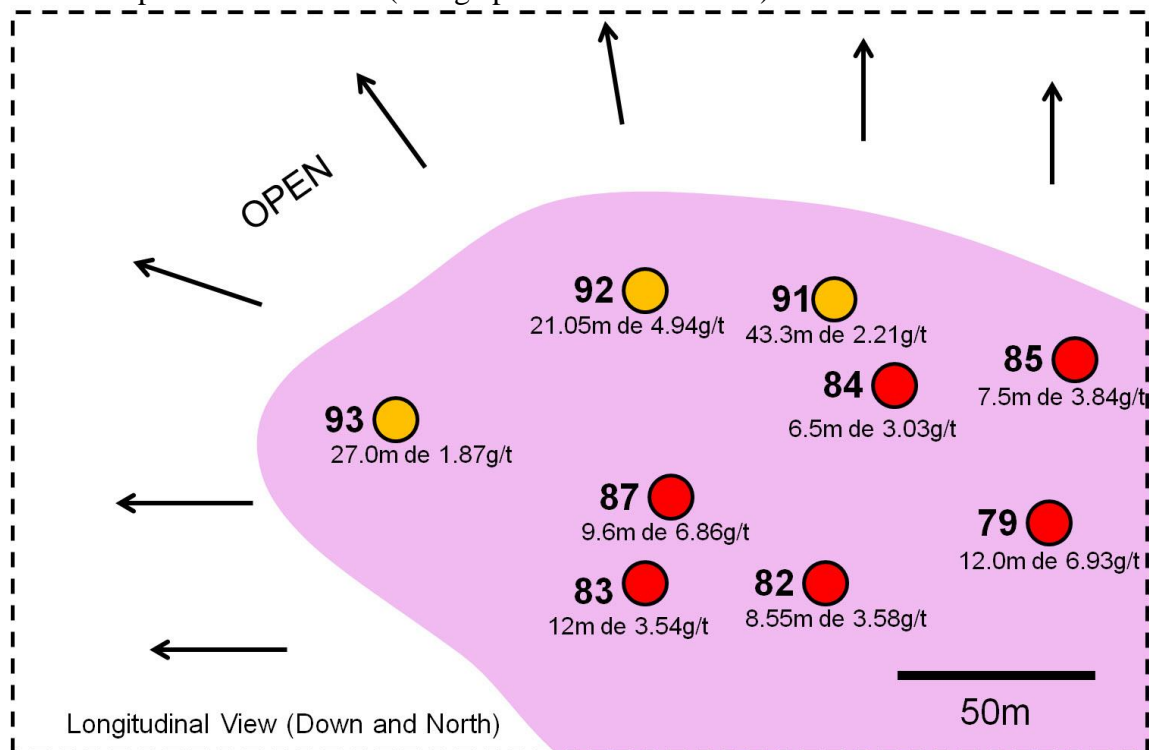 OPEN
92
21.05m de 4.94g/t
91
43.3m de 2.21g/t
85
7.5m de 3.84g/t
84
6.5m de 3.03g/t
93
27.0m de 1.87g/t
87
9.6m de 6.86g/t
79
12.0m de 6.93g/t
83
12m de 3.54g/t
82
8.55m de 3.58g/t
50m
Longitudinal View (Down and North)